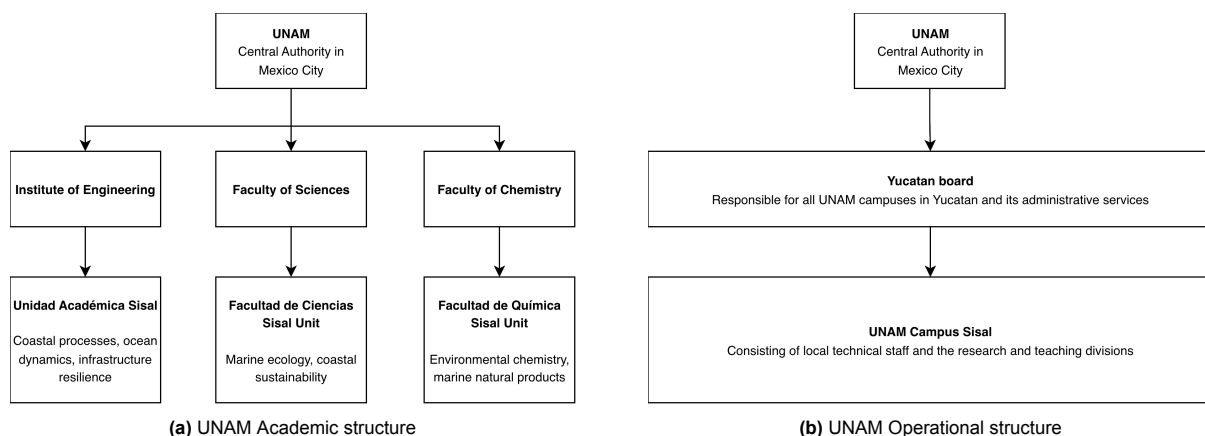 UNAM
Central Authority in
Mexico City
Institute of Engineering
Faculty of Sciences
Faculty of Chemistry
Unidad Académica Sisal
Coastal processes, ocean
dynamics, infrastructure
resilience
Facultad de Ciencias
Sisal Unit
Marine ecology, coastal
sustainability
Facultad de Química
Sisal Unit
Environmental chemistry,
marine natural products
(a) UNAM Academic structure
UNAM
Central Authority in
Mexico City
Yucatan board
Responsible for all UNAM campuses in Yucatan and its administrative services
UNAM Campus Sisal
Consisting of local technical staff and the research and teaching divisions
(b) UNAM Operational structure